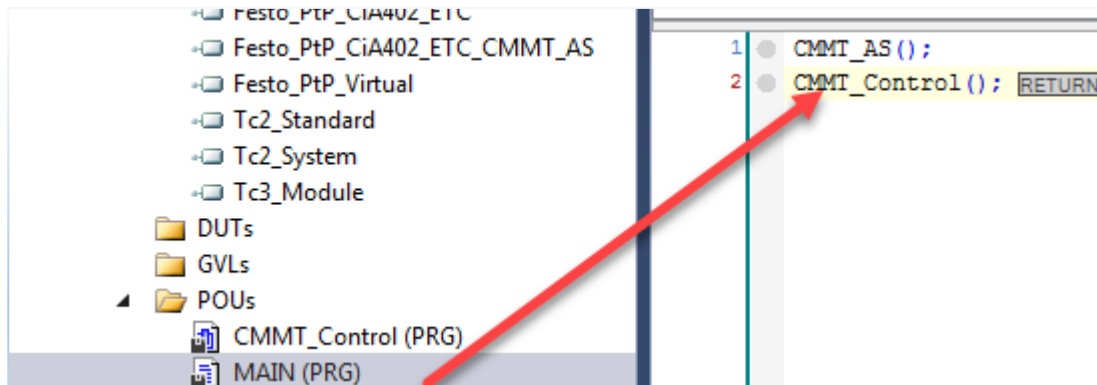 Festo_PtP_CiA402_ETC
Festo_PtP_CiA402_ETC_CMMT_AS
Festo_PtP_Virtual
Tc2_Standard
Tc2_System
Tc3_Module
DUTs
GVLs
POUs
CMMT_Control (PRG)
MAIN (PRG)
1 CMMT_AS();
2 CMMT_Control(); RETURN